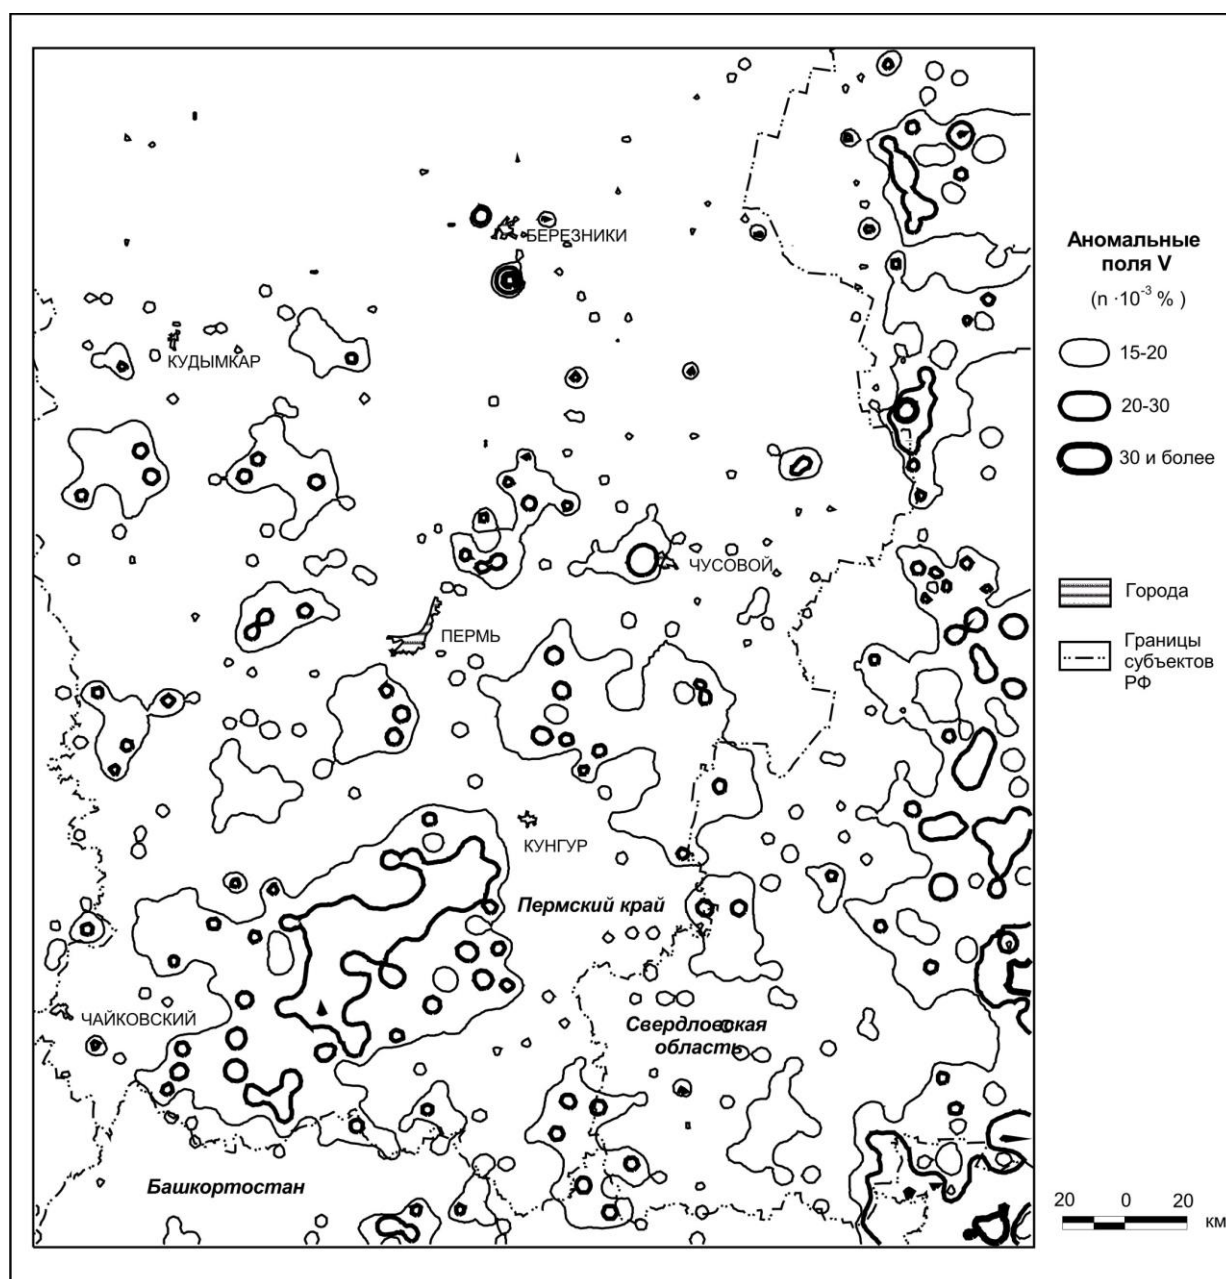 БЕРЕЗНИКИ
КУДЫМКАР
ЧУСОВОЙ
ПЕРМЬ
КУНГУР
Пермский край
ЧАЙКОВСКИЙ
Свердловская
область
Башкортостан
Аномальные
поля V
(n ·10⁻³ % )
15-20
20-30
30 и более
Города
Границы
субъектов
РФ
20 0 20
км